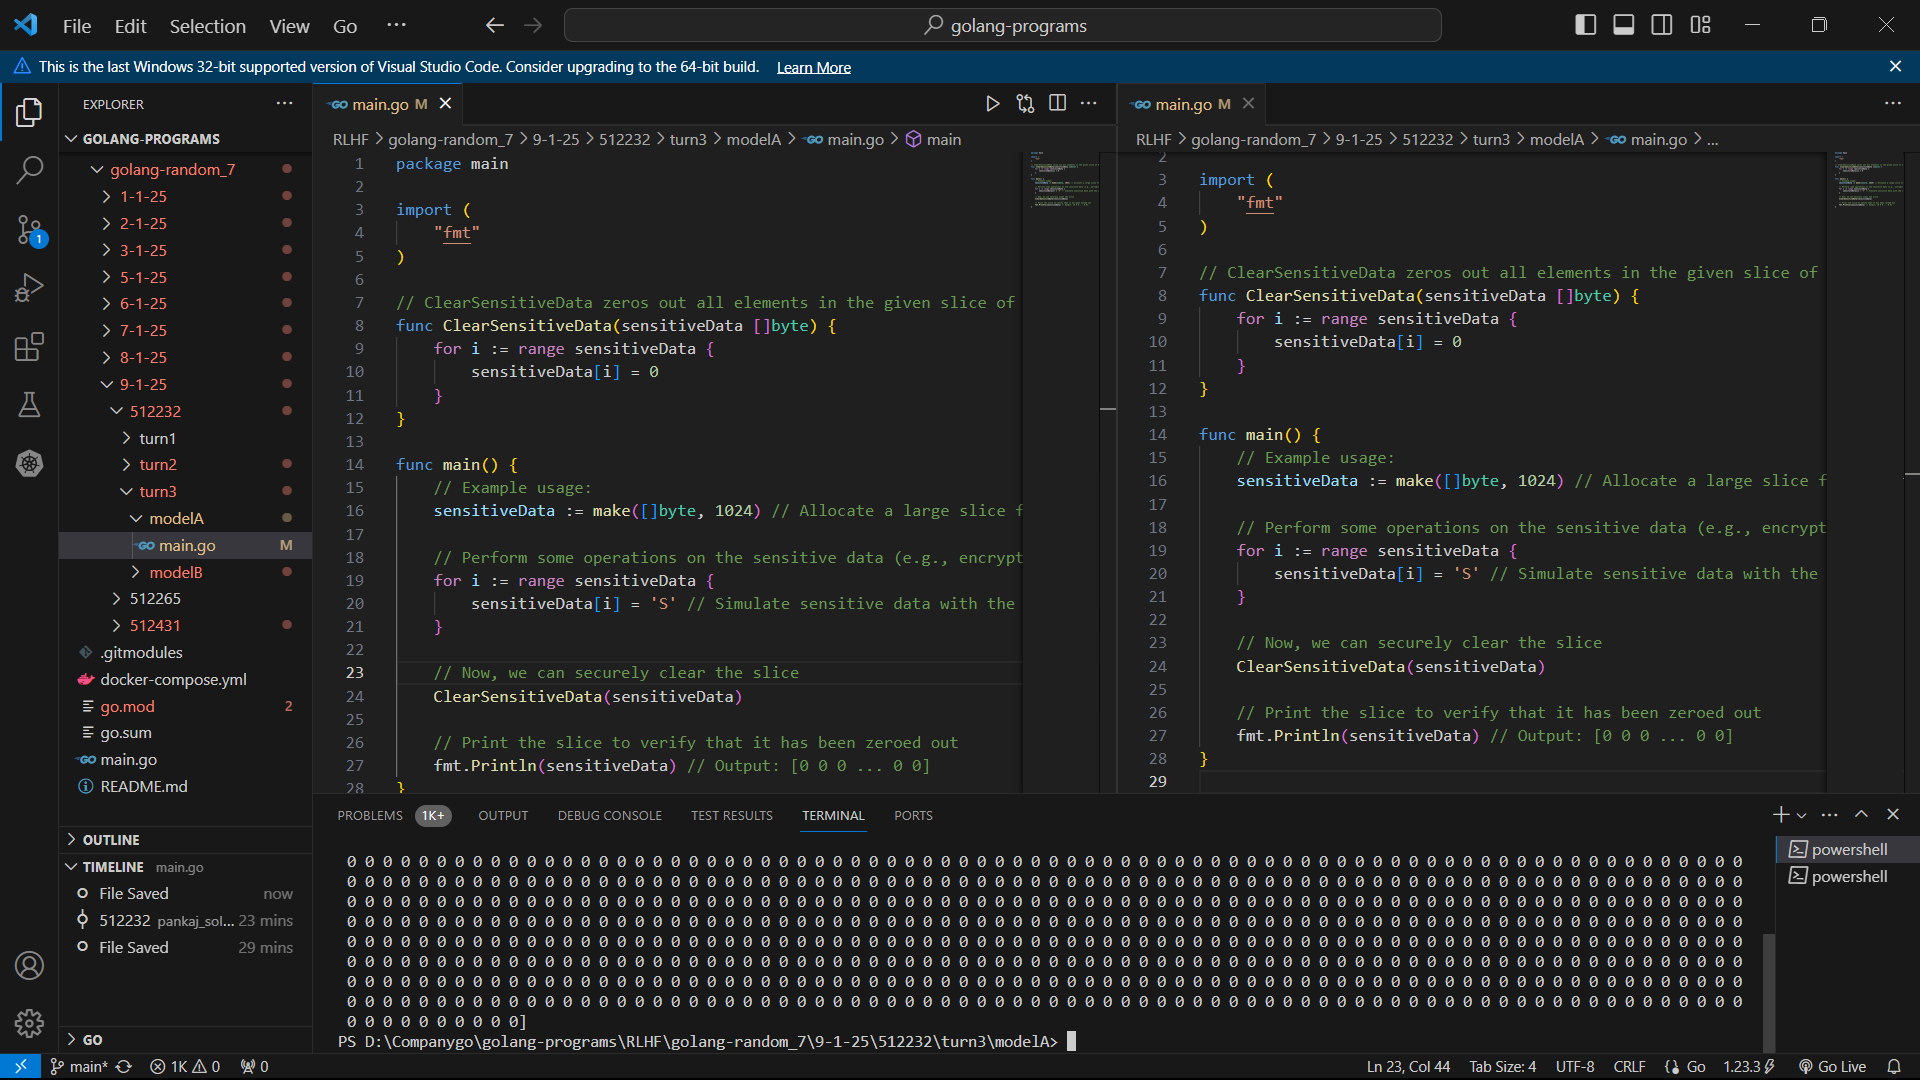 File Edit Selection View Go ··· golang-programs
This is the last Windows 32-bit supported version of Visual Studio Code. Consider upgrading to the 64-bit build. Learn More
EXPLORER
GOLANG-PROGRAMS
golang-random_7
1-1-25
2-1-25
3-1-25
5-1-25
6-1-25
7-1-25
8-1-25
9-1-25
512232
turn1
turn2
turn3
modelA
main.go M
modelB
512265
512431
.gitmodules
docker-compose.yml
go.mod 2
go.sum
main.go
README.md
OUTLINE
TIMELINE main.go
File Saved now
512232 pankaj_sol... 23 mins
File Saved 29 mins
GO
main.go M
RLHF > golang-random_7 > 9-1-25 > 512232 > turn3 > modelA > main.go > main
1 package main
2
3 import (
4 "fmt"
5 )
6
7 // ClearSensitiveData zeros out all elements in the given slice of
8 func ClearSensitiveData(sensitiveData []byte) {
9 for i := range sensitiveData {
10 sensitiveData[i] = 0
11 }
12 }
13
14 func main() {
15 // Example usage:
16 sensitiveData := make([]byte, 1024) // Allocate a large slice f
17
18 // Perform some operations on the sensitive data (e.g., encrypt
19 for i := range sensitiveData {
20 sensitiveData[i] = 'S' // Simulate sensitive data with the
21 }
22
23 // Now, we can securely clear the slice
24 ClearSensitiveData(sensitiveData)
25
26 // Print the slice to verify that it has been zeroed out
27 fmt.Println(sensitiveData) // Output: [0 0 0 ... 0 0]
28 }
main.go M
RLHF > golang-random_7 > 9-1-25 > 512232 > turn3 > modelA > main.go > ...
2
3 import (
4 "fmt"
5 )
6
7 // ClearSensitiveData zeros out all elements in the given slice of
8 func ClearSensitiveData(sensitiveData []byte) {
9 for i := range sensitiveData {
10 sensitiveData[i] = 0
11 }
12 }
13
14 func main() {
15 // Example usage:
16 sensitiveData := make([]byte, 1024) // Allocate a large slice f
17
18 // Perform some operations on the sensitive data (e.g., encrypt
19 for i := range sensitiveData {
20 sensitiveData[i] = 'S' // Simulate sensitive data with the
21 }
22
23 // Now, we can securely clear the slice
24 ClearSensitiveData(sensitiveData)
25
26 // Print the slice to verify that it has been zeroed out
27 fmt.Println(sensitiveData) // Output: [0 0 0 ... 0 0]
28 }
29
PROBLEMS 1K+ OUTPUT DEBUG CONSOLE TEST RESULTS TERMINAL PORTS
0 0 0 0 0 0 0 0 0 0 0 0 0 0 0 0 0 0 0 0 0 0 0 0 0 0 0 0 0 0 0 0 0 0 0 0 0 0 0 0 0 0 0 0 0 0 0 0 0 0 0 0 0 0 0 0 0 0 0 0 0 0 0 0 0 0 0 0 0 0 0 0 0 0 0 0 0 0
0 0 0 0 0 0 0 0 0 0 0 0 0 0 0 0 0 0 0 0 0 0 0 0 0 0 0 0 0 0 0 0 0 0 0 0 0 0 0 0 0 0 0 0 0 0 0 0 0 0 0 0 0 0 0 0 0 0 0 0 0 0 0 0 0 0 0 0 0 0 0 0 0 0 0 0 0 0
0 0 0 0 0 0 0 0 0 0 0 0 0 0 0 0 0 0 0 0 0 0 0 0 0 0 0 0 0 0 0 0 0 0 0 0 0 0 0 0 0 0 0 0 0 0 0 0 0 0 0 0 0 0 0 0 0 0 0 0 0 0 0 0 0 0 0 0 0 0 0 0 0 0 0 0 0 0
0 0 0 0 0 0 0 0 0 0 0 0 0 0 0 0 0 0 0 0 0 0 0 0 0 0 0 0 0 0 0 0 0 0 0 0 0 0 0 0 0 0 0 0 0 0 0 0 0 0 0 0 0 0 0 0 0 0 0 0 0 0 0 0 0 0 0 0 0 0 0 0 0 0 0 0 0 0
0 0 0 0 0 0 0 0 0 0 0 0 0 0 0 0 0 0 0 0 0 0 0 0 0 0 0 0 0 0 0 0 0 0 0 0 0 0 0 0 0 0 0 0 0 0 0 0 0 0 0 0 0 0 0 0 0 0 0 0 0 0 0 0 0 0 0 0 0 0 0 0 0 0 0 0 0 0
0 0 0 0 0 0 0 0 0 0 0 0 0 0 0 0 0 0 0 0 0 0 0 0 0 0 0 0 0 0 0 0 0 0 0 0 0 0 0 0 0 0 0 0 0 0 0 0 0 0 0 0 0 0 0 0 0 0 0 0 0 0 0 0 0 0 0 0 0 0 0 0 0 0 0 0 0 0
0 0 0 0 0 0 0 0 0 0 0 0 0 0 0 0 0 0 0 0 0 0 0 0 0 0 0 0 0 0 0 0 0 0 0 0 0 0 0 0 0 0 0 0 0 0 0 0 0 0 0 0 0 0 0 0 0 0 0 0 0 0 0 0 0 0 0 0 0 0 0 0 0 0 0 0 0 0
0 0 0 0 0 0 0 0 0 0 0 0 0 0 0 0 0 0 0 0 0 0 0 0 0 0 0 0 0 0 0 0 0 0 0 0 0 0 0 0 0 0 0 0 0 0 0 0 0 0 0 0 0 0 0 0 0 0 0 0 0 0 0 0 0 0 0 0 0 0 0 0 0 0 0 0 0 0
0 0 0 0 0 0 0 0 0 0]
PS D:\Companygo\golang-programs\RLHF\golang-random_7\9-1-25\512232\turn3\modelA>
powershell
powershell
main* 1K 0 0 Ln 23, Col 44 Tab Size: 4 UTF-8 CRLF Go 1.23.3 Go Live